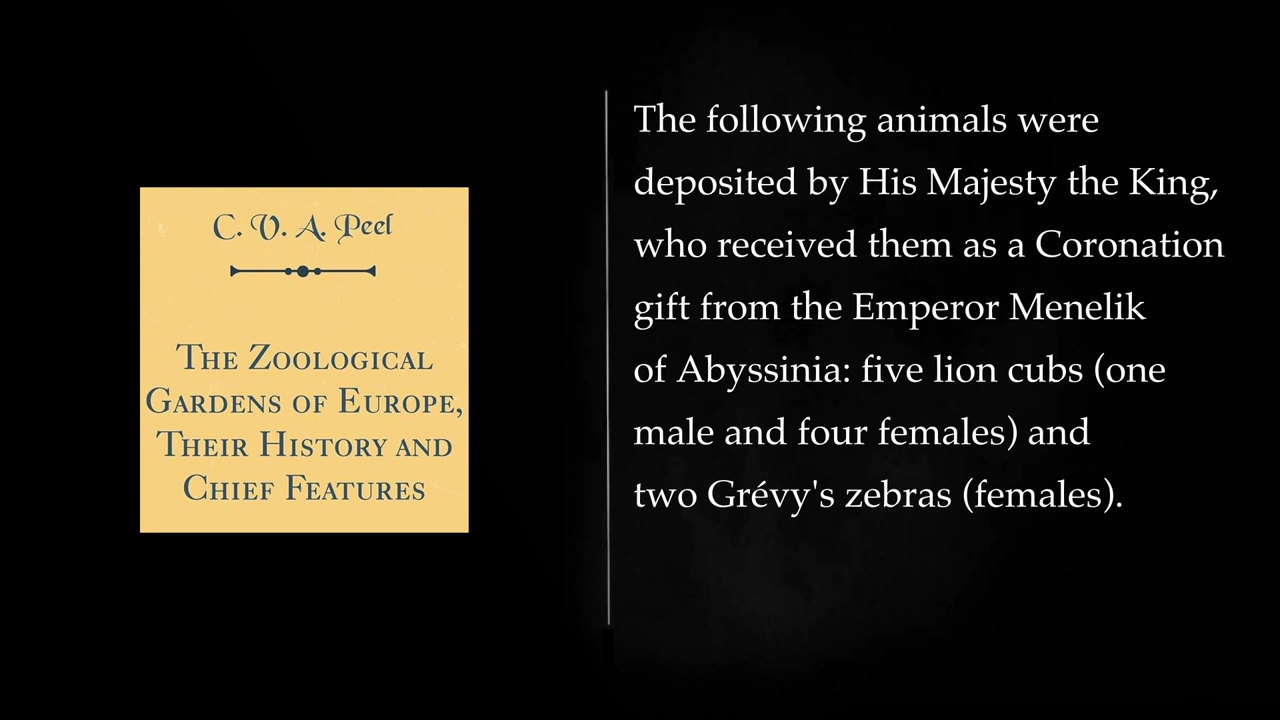 C. V. A. Peel
The Zoological
Gardens of Europe,
Their History and
Chief Features
The following animals were
deposited by His Majesty the King,
who received them as a Coronation
gift from the Emperor Menelik
of Abyssinia: five lion cubs (one
male and four females) and
two Grévy's zebras (females).